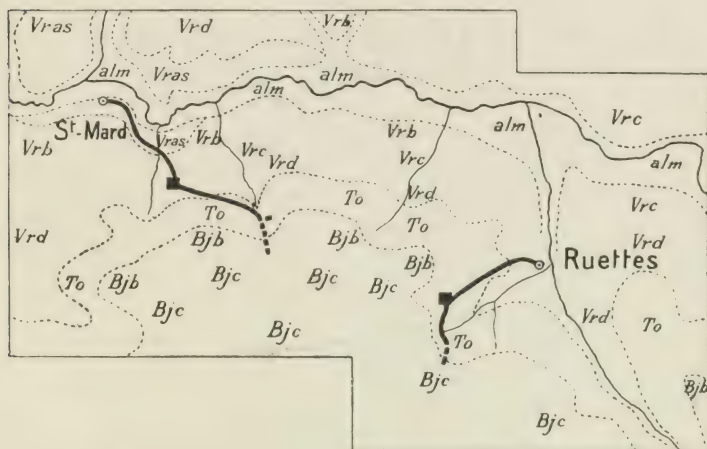 Vras Vrd Vrb
Vras alm alm
alm
St-Mard alm Vrc
Vrb Vras Vrb Vrb alm
Vrc Vrc
Vrd
Vrd
To To To Vrc
Vrd Bjb Bjb Vrd
Bjb Ruettes
To Bjb Bjc Bjc Bjc
Bjc Vrd To
Bjc To
Bjc Bjb
Bjc